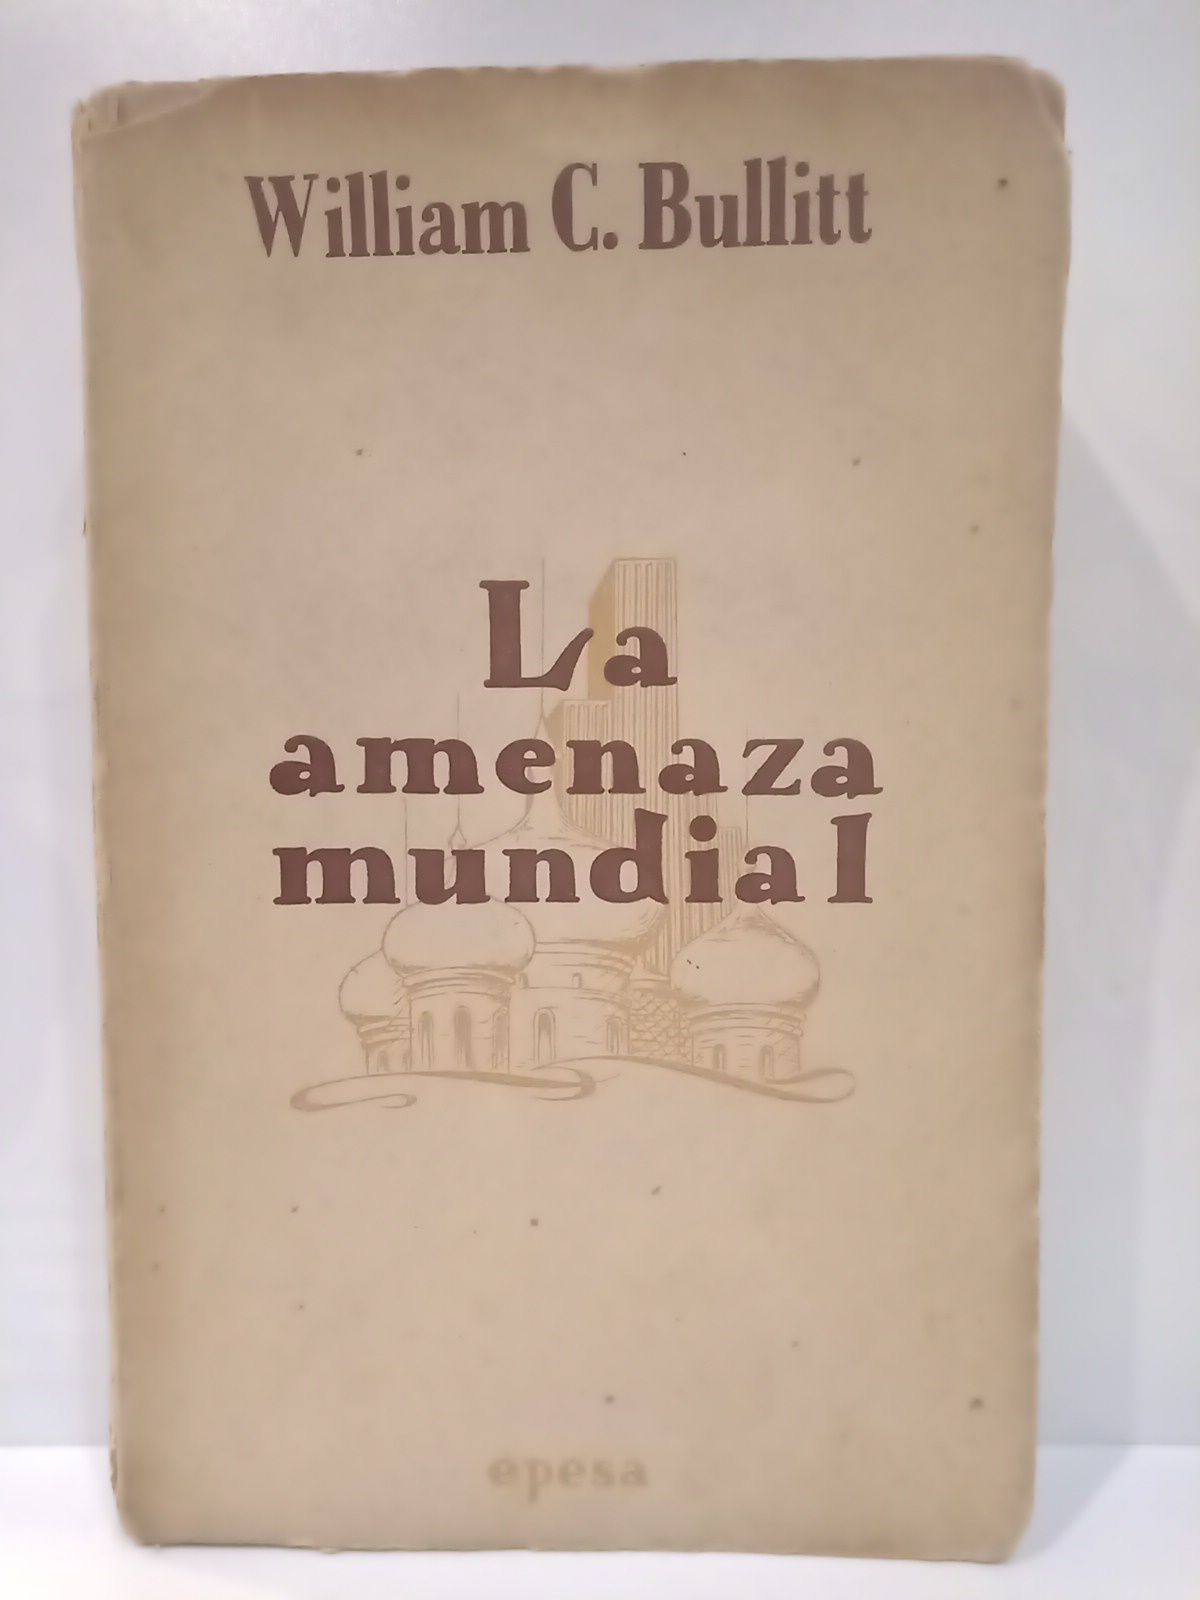 William C. Bullitt
La
amenaza
mundial
epesa